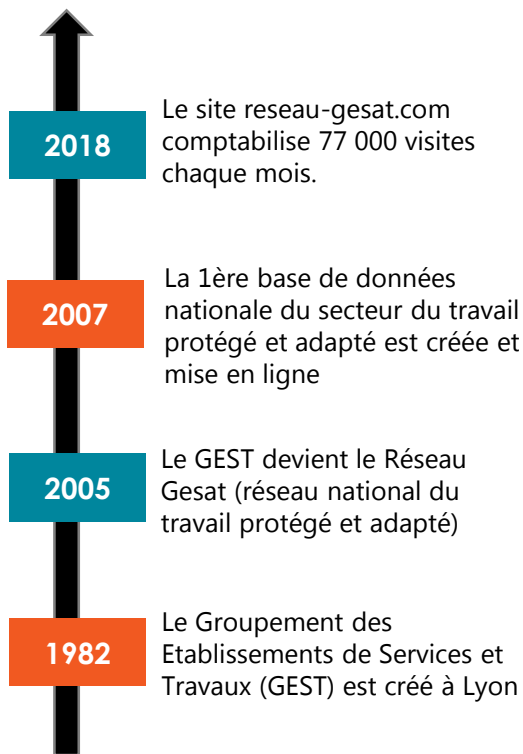 2018
Le site reseau-gesat.com
comptabilise 77 000 visites
chaque mois.
2007
La 1ère base de données
nationale du secteur du travail
protégé et adapté est créée et
mise en ligne
2005
Le GEST devient le Réseau
Gesat (réseau national du
travail protégé et adapté)
1982
Le Groupement des
Etablissements de Services et
Travaux (GEST) est créé à Lyon